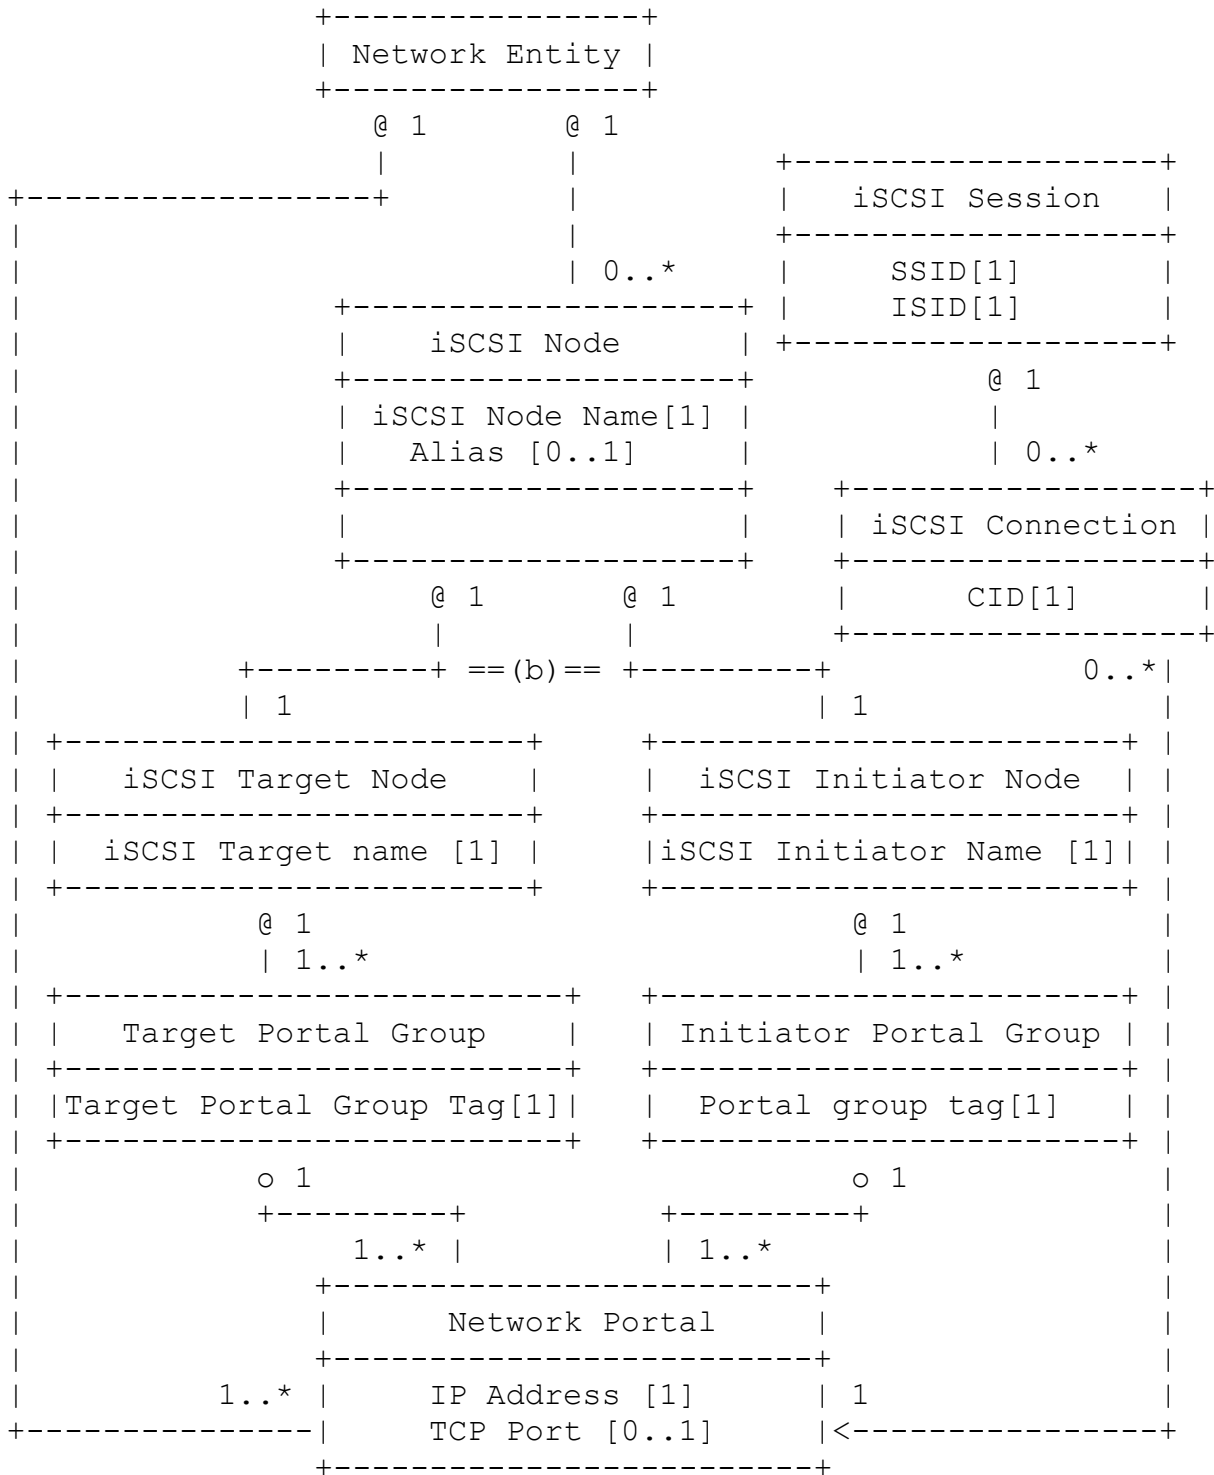 Network Entity
@ 1 @ 1
iSCSI Session
0..* SSID[1]
ISID[1]
iSCSI Node
@ 1
iSCSI Node Name[1]
Alias [0..1] 0..*
iSCSI Connection
@ 1 @ 1 CID[1]
==(b)== 0..*
1 1
iSCSI Target Node iSCSI Initiator Node
iSCSI Target name [1] iSCSI Initiator Name [1]
@ 1 @ 1
1..* 1..*
Target Portal Group Initiator Portal Group
Target Portal Group Tag[1] Portal group tag[1]
o 1 o 1
1..* 1..*
Network Portal
1..* IP Address [1] 1
TCP Port [0..1]